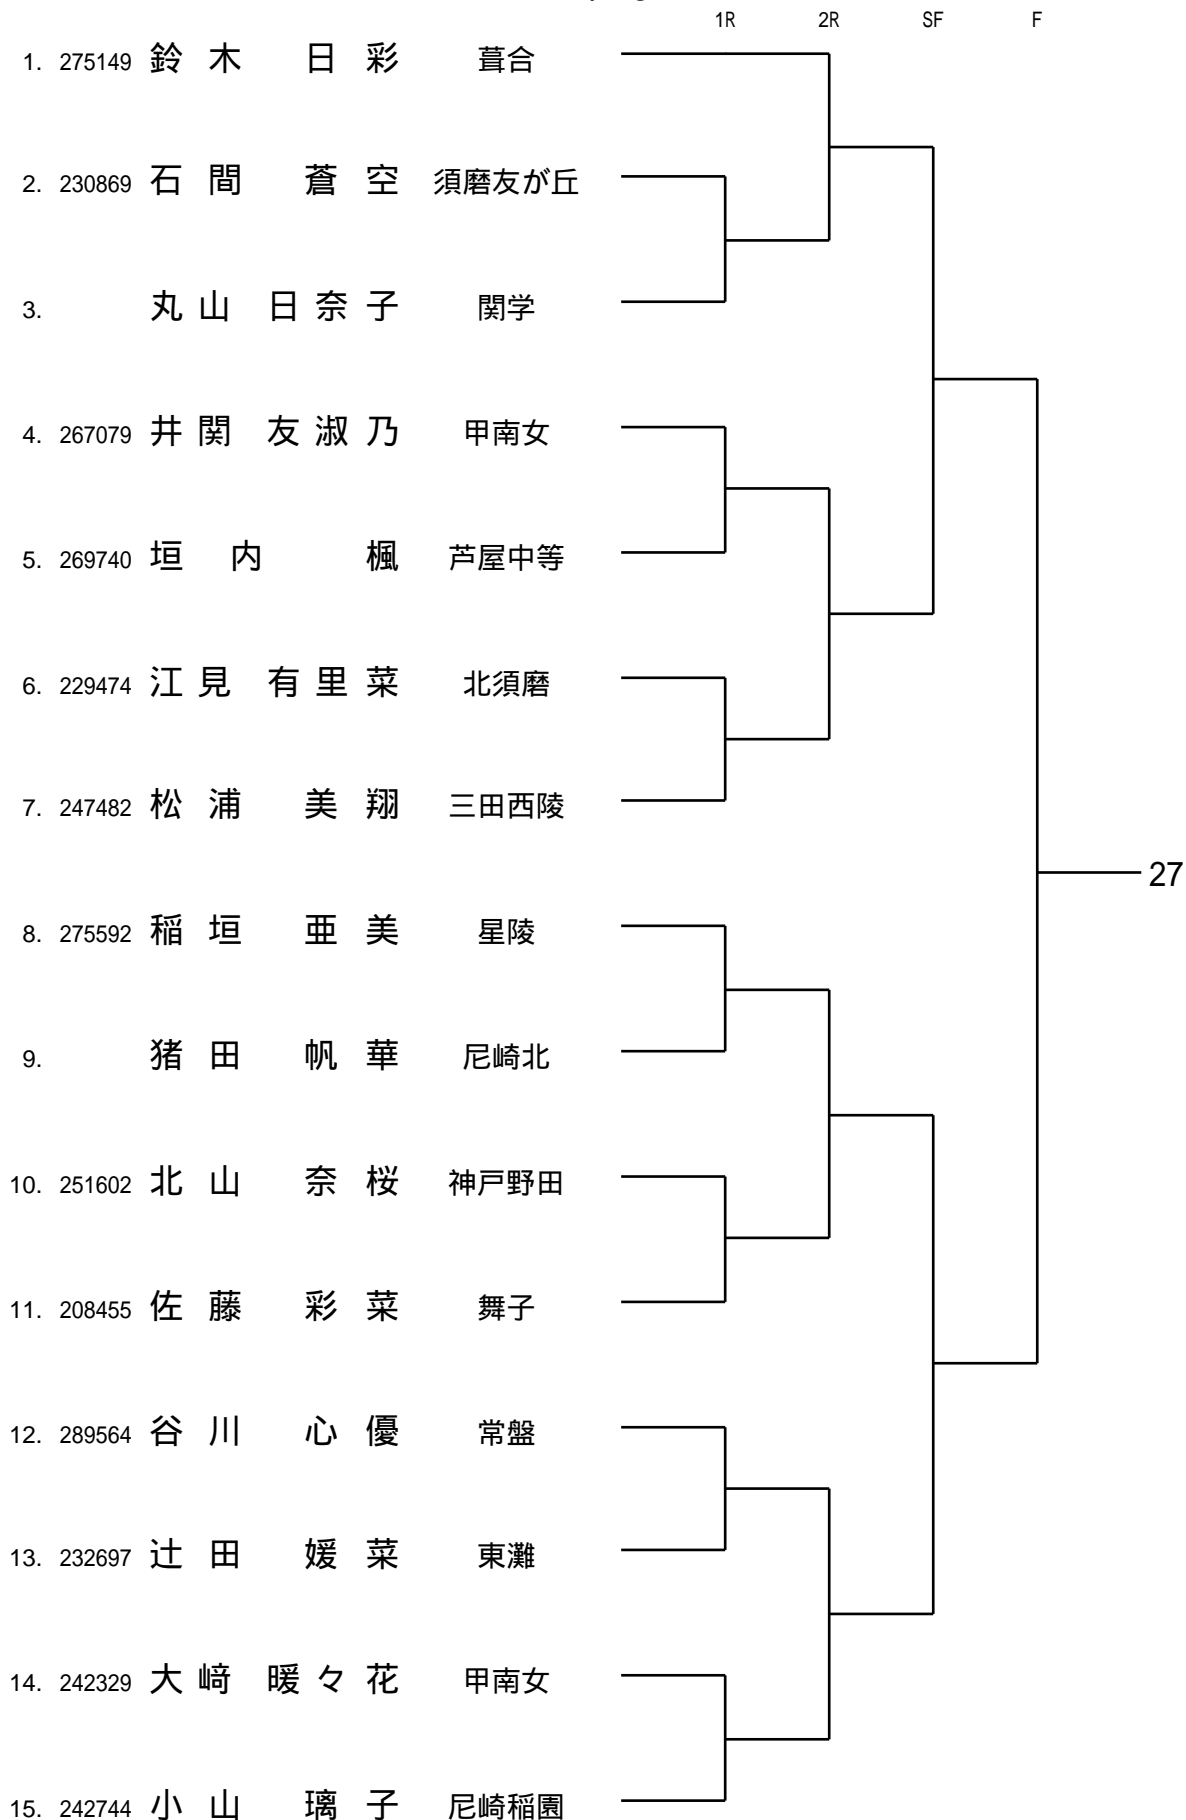 1R 2R SF F
1. 275149 鈴木 日彩 葺合
2. 230869 石間 蒼空 須磨友が丘
3. 丸山 日奈子 関学
4. 267079 井関 友淑乃 甲南女
5. 269740 垣内 楓 芦屋中等
6. 229474 江見 有里菜 北須磨
7. 247482 松浦 美翔 三田西陵
27
8. 275592 稲垣 亜美 星陵
9. 猪田 帆華 尼崎北
10. 251602 北山 奈桜 神戸野田
11. 208455 佐藤 彩菜 舞子
12. 289564 谷川 心優 常盤
13. 232697 辻田 媛菜 東灘
14. 242329 大﨑 暖々花 甲南女
15. 242744 小山 璃子 尼崎稲園